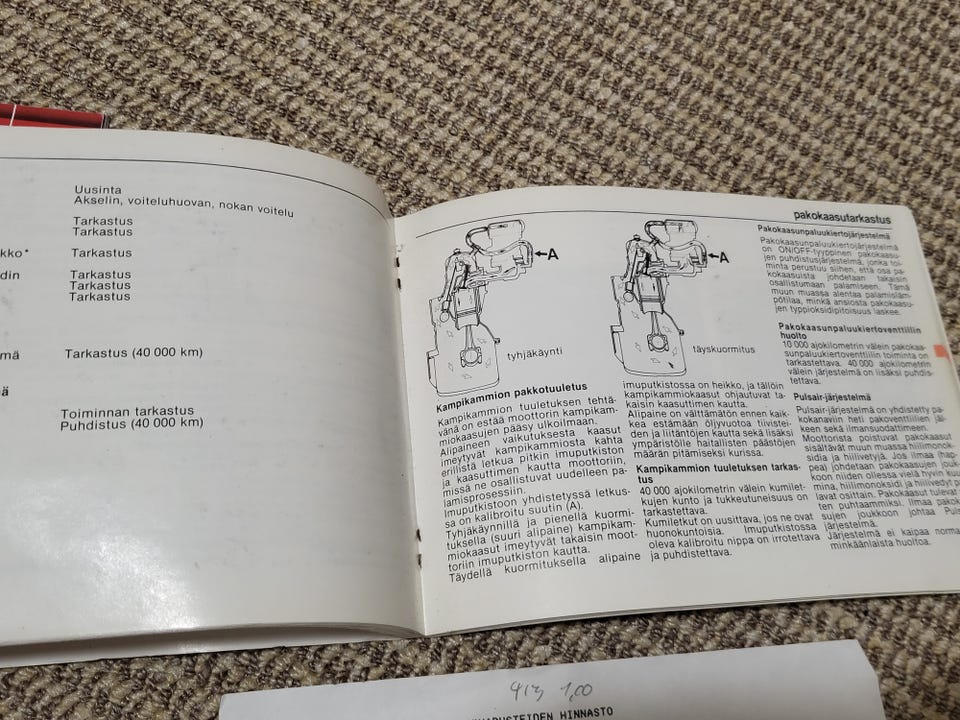 Uusinta
Akselin, voiteluhuovan, nokan voitelu
Tarkastus
Tarkastus
Tarkastus
Tarkastus
Tarkastus
Tarkastus
Tarkastus (40 000 km)
Toiminnan tarkastus
Puhdistus (40 000 km)
pakokaasutarkastus
A
tyhjäkäynti
A
täyskuormitus
Kampikammion pakkotuuletus
Kampikammion tuuletuksen tehtä-
vänä on estää moottorin kampikam-
miokaasujen pääsy ulkoilmaan.
Alipaineen vaikutuksesta kaasut
imeytyvät kampikammiosta kahta
erillistä letkua pitkin imuputkiston
ja kaasuttimen kautta moottoriin,
missä ne osallistuvat uudelleen pa-
lamisprosessiin.
Imuputkistoon yhdistetyssä letkus-
sa on kalibroitu suutin (A).
Tyhjäkäynnillä ja pienellä kuormi-
tuksella (suuri alipaine) kampikam-
miokaasut imeytyvät takaisin moot-
toriin imuputkiston kautta.
Täydellä kuormituksella alipaine
imuputkistossa on heikko, ja tällöin
kampikammiokaasut ohjautuvat ta-
kaisin kaasuttimen kautta.
Alipaine on välttämätön ennen kaik-
kea estämään öljyvuotoa tiivistei-
den ja liitäntöjen kautta sekä lisäksi
ympäristölle haitallisten päästöjen
määrän pitämiseksi kurissa.
Kampikammion tuuletuksen tarkas-
tus
40 000 ajokilometrin välein kumilet-
kujen kunto ja tukkeutuneisuus on
tarkastettava.
Kumiletkut on uusittava, jos ne ovat
huonokuntoisia. Imuputkistossa
oleva kalibroitu nippa on irrotettava
ja puhdistettava.
Pakokaasunpaluukiertojärjestelmä
Pakokaasunpaluukiertojärjestelmä
on ON/OFF-tyyppinen pakokaasu-
jen puhdistusjärjestelmä, jonka toi-
minta perustuu siihen, että osa pa-
kokaasuista johdetaan takaisin
osallistumaan palamiseen. Tämä
muun muassa alentaa palamisläm-
pötilaa, minkä ansiosta pakokaasu-
jen typpioksidipitoisuus laskee.
Pakokaasunpaluukiertoventtiilin
huolto
10 000 ajokilometrin välein pakokaa-
sunpaluukiertoventtiilin toiminta on
tarkastettava. 40 000 ajokilometrin
välein järjestelmä on lisäksi puhdis-
tettava.
Pulsair-järjestelmä
Pulsair-järjestelmä on yhdistetty pa-
kokanaviin heti pakoventtiilien jäl-
keen sekä ilmansuodattimeen.
Moottorista poistuvat pakokaasut
sisältävät muun muassa hiilimonok-
sidia ja hiilivetyjä. Jos ilmaa (hap-
pea) johdetaan pakokaasujen jouk-
koon niiden ollessa vielä hyvin kuu-
mina, hiilimonoksidi ja hiilivedyt pa-
lavat osittain. Pakokaasut tulevat
ten puhtaammiksi. Ilmaa pakokaa-
sujen joukkoon johtaa
järjestelmä.
Järjestelmä ei kaipaa
minkäänlaista huoltoa.
1,00
HINNASTO